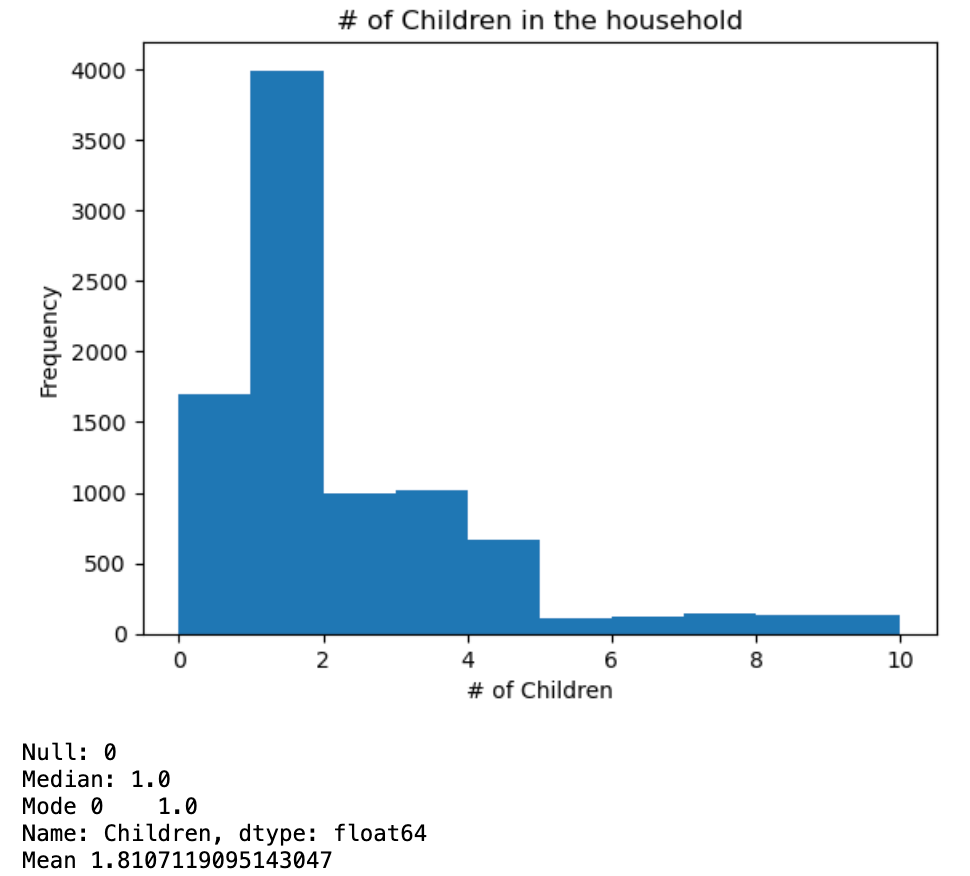 # of Children in the household
4000
3500
3000
2500
2000
1500
1000
500
0
Frequency
0 2 4 6 8 10
# of Children
Null: 0
Median: 1.0
Mode 0    1.0
Name: Children, dtype: float64
Mean 1.8107119095143047